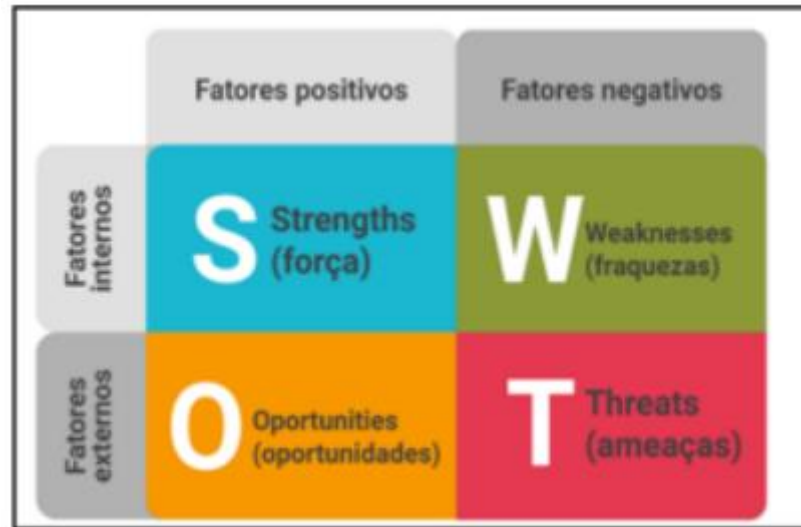 Fatores positivos
Fatores negativos
Fatores
internos
S
Strengths
(força)
W
Weaknesses
(fraquezas)
Fatores
externos
O
Oportunities
(oportunidades)
T
Threats
(ameaças)